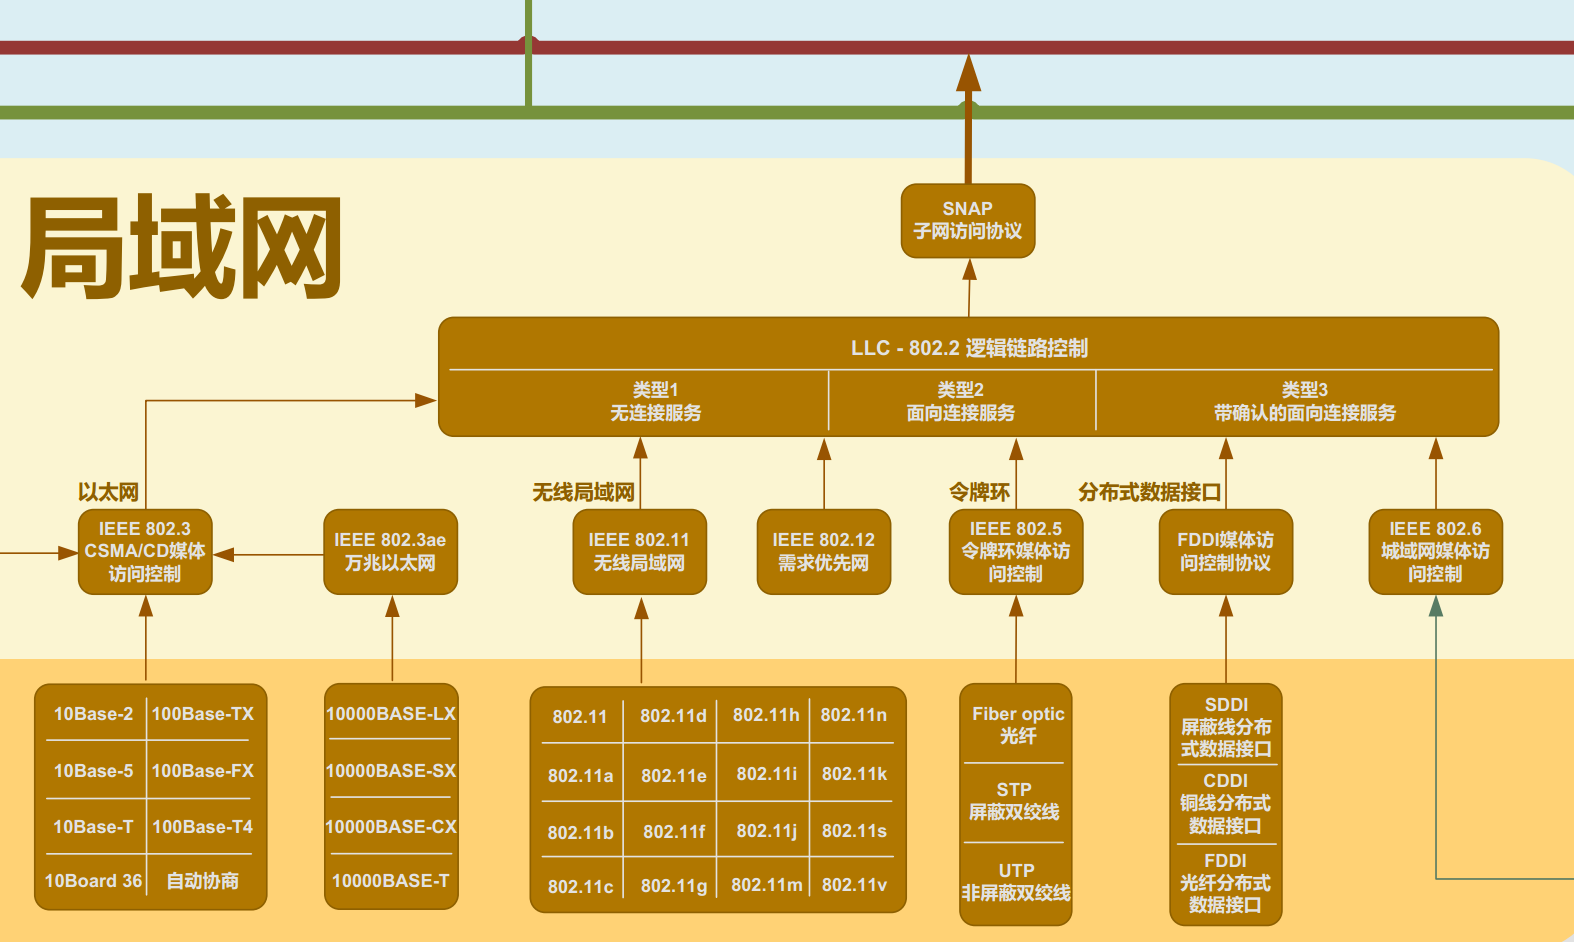 局域网
SNAP
子网访问协议
LLC - 802.2 逻辑链路控制
类型1
无连接服务
类型2
面向连接服务
类型3
带确认的面向连接服务
以太网
无线局域网
令牌环
分布式数据接口
IEEE 802.3
CSMA/CD媒体
访问控制
IEEE 802.3ae
万兆以太网
IEEE 802.11
无线局域网
IEEE 802.12
需求优先网
IEEE 802.5
令牌环媒体访
问控制
FDDI媒体访
问控制协议
IEEE 802.6
城域网媒体访
问控制
10Base-2
100Base-TX
10Base-5
100Base-FX
10Base-T
100Base-T4
10Board 36
自动协商
10000BASE-LX
10000BASE-SX
10000BASE-CX
10000BASE-T
802.11
802.11d
802.11h
802.11n
802.11a
802.11e
802.11i
802.11k
802.11b
802.11f
802.11j
802.11s
802.11c
802.11g
802.11m
802.11v
Fiber optic
光纤
STP
屏蔽双绞线
UTP
非屏蔽双绞线
SDDI
屏蔽线分布
式数据接口
CDDI
铜线分布式
数据接口
FDDI
光纤分布式
数据接口